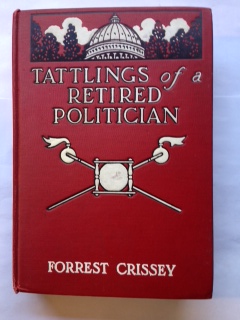 TATTLINGS of a
RETIRED
POLITICIAN
FORREST CRISSEY